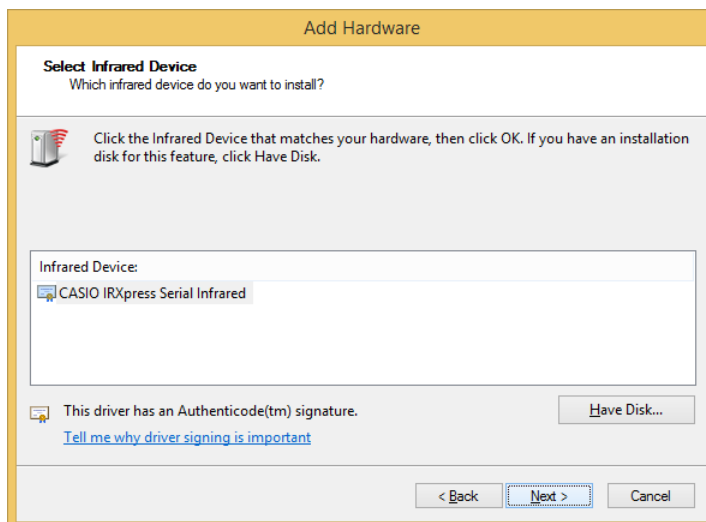 Add Hardware
Select Infrared Device
Which infrared device do you want to install?
Click the Infrared Device that matches your hardware, then click OK. If you have an installation
disk for this feature, click Have Disk.
Infrared Device:
CASIO IRXpress Serial Infrared
This driver has an Authenticode(tm) signature.
Have Disk...
Tell me why driver signing is important
< Back
Next >
Cancel